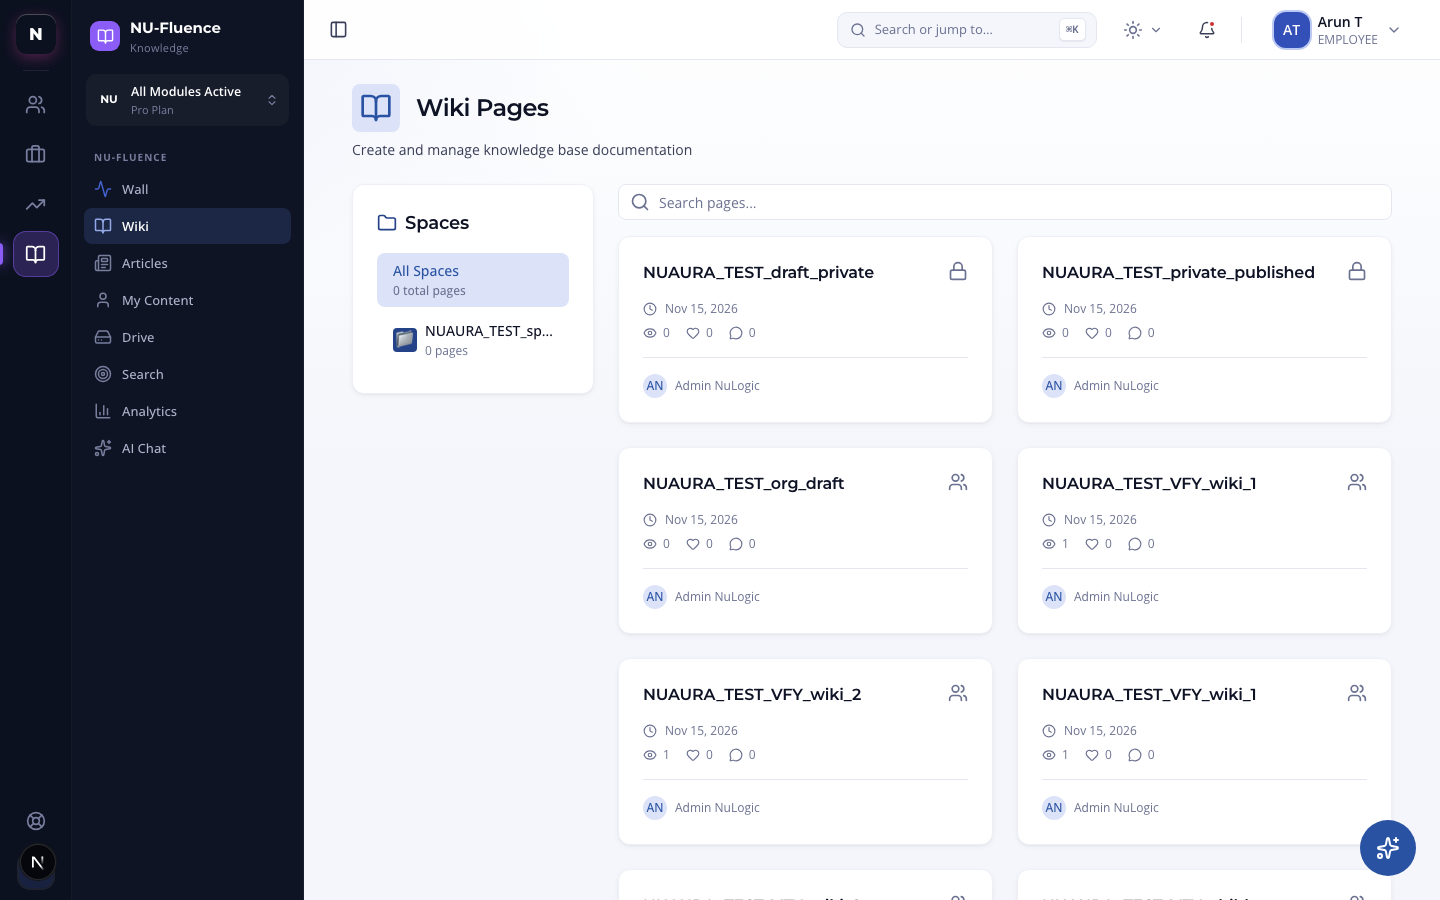 N
NU-Fluence
Knowledge
NU
All Modules Active
Pro Plan
NU-FLUENCE
Wall
Wiki
Articles
My Content
Drive
Search
Analytics
AI Chat
N
Search or jump to...
⌘K
AT
Arun T
EMPLOYEE
Wiki Pages
Create and manage knowledge base documentation
Spaces
All Spaces
0 total pages
NUAURA_TEST_sp...
0 pages
Search pages...
NUAURA_TEST_draft_private
Nov 15, 2026
0 0 0
AN Admin NuLogic
NUAURA_TEST_private_published
Nov 15, 2026
0 0 0
AN Admin NuLogic
NUAURA_TEST_org_draft
Nov 15, 2026
0 0 0
AN Admin NuLogic
NUAURA_TEST_VFY_wiki_1
Nov 15, 2026
1 0 0
AN Admin NuLogic
NUAURA_TEST_VFY_wiki_2
Nov 15, 2026
1 0 0
AN Admin NuLogic
NUAURA_TEST_VFY_wiki_1
Nov 15, 2026
1 0 0
AN Admin NuLogic